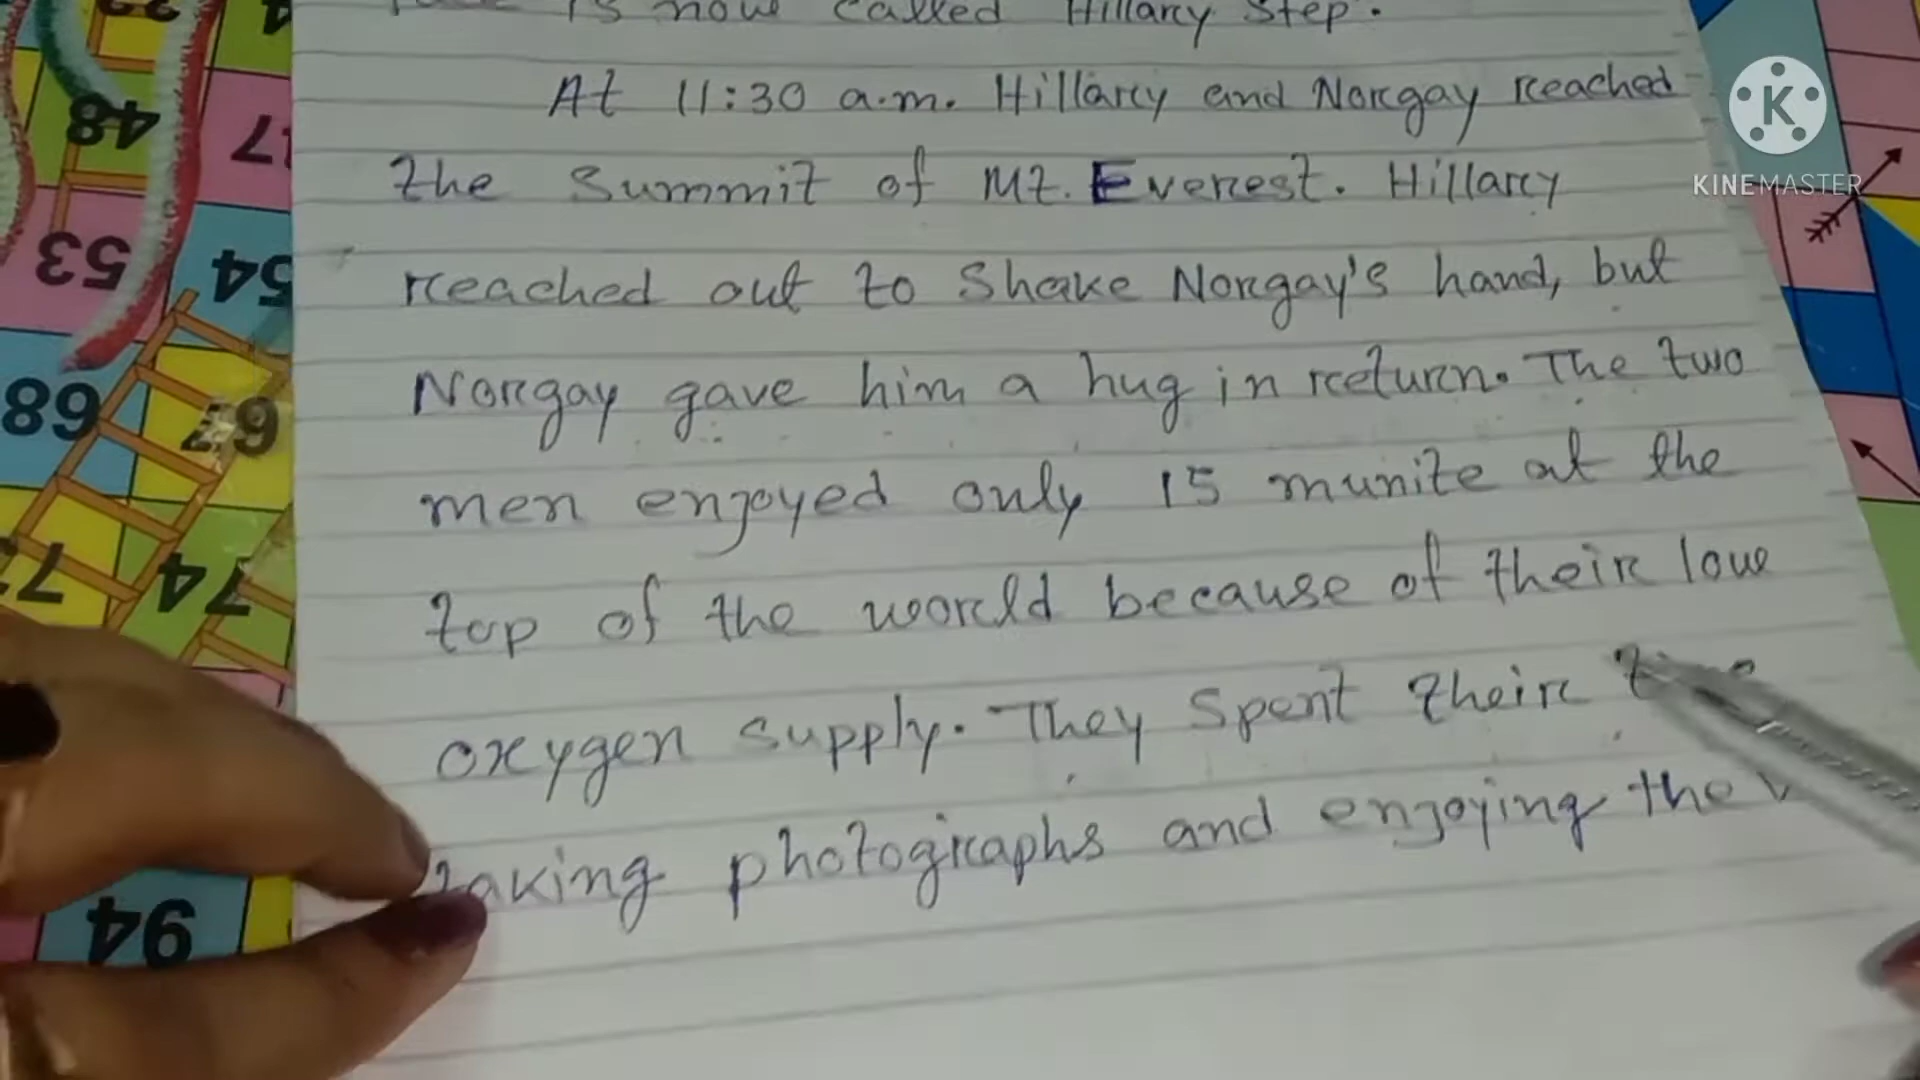 is now called Hillary Step.
At 11:30 a.m. Hillary and Norgay reached
the Summit of Mt. Everest. Hillary
reached out to Shake Norgay's hand, but
Norgay gave him a hug in return. The two
men enjoyed only 15 munite at the
top of the world because of their low
oxygen supply. They spent their
taking photographs and enjoying the
K
KINEMASTER
48
17
53
54
68
67
74
94